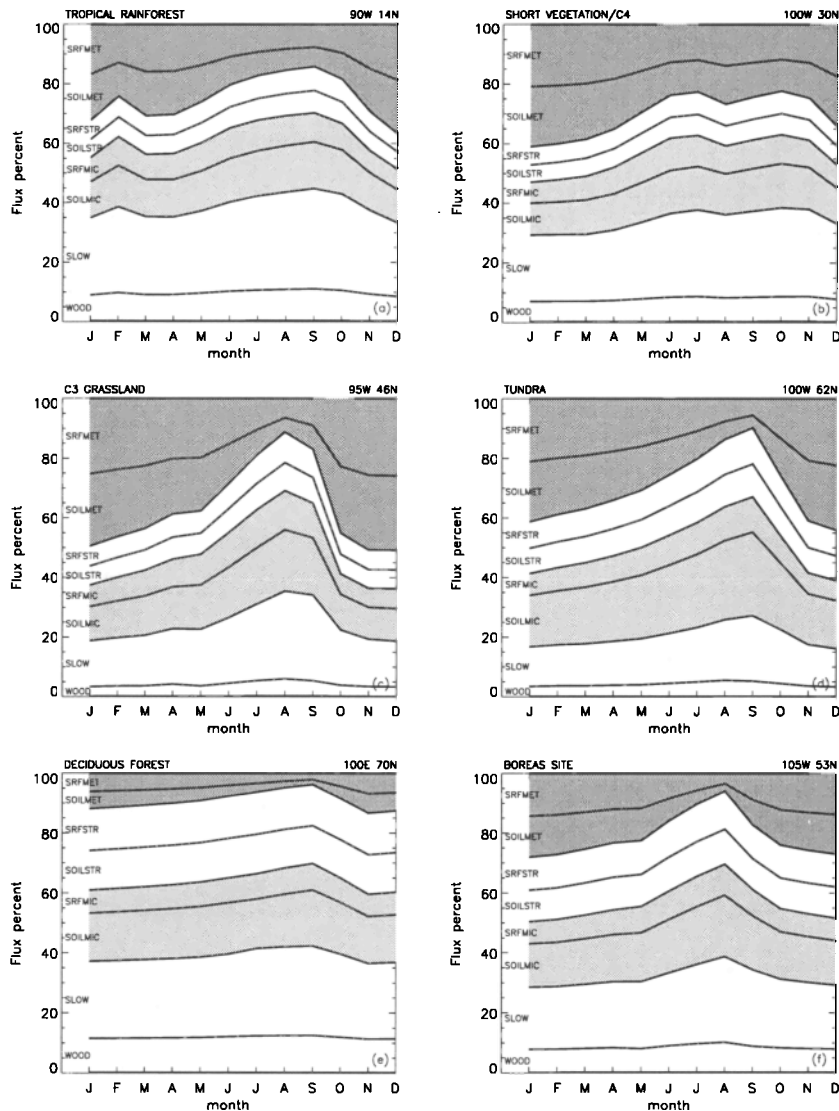 TROPICAL RAINFOREST 90W 14N
100
80
60
40
20
0
Flux percent
SRFMET
SOILMET
SRFSTR
SOILSTR
SRFMIC
SOILMIC
SLOW
WOOD
(a)
J F M A M J J A S O N D
month
SHORT VEGETATION/C4 100W 30N
100
80
60
40
20
0
Flux percent
SRFMET
SOILMET
SRFSTR
SOILSTR
SRFMIC
SOILMIC
SLOW
WOOD
(b)
J F M A M J J A S O N D
month
C3 GRASSLAND 95W 46N
100
80
60
40
20
0
Flux percent
SRFMET
SOILMET
SRFSTR
SOILSTR
SRFMIC
SOILMIC
SLOW
WOOD
(c)
J F M A M J J A S O N D
month
TUNDRA 100W 62N
100
80
60
40
20
0
Flux percent
SRFMET
SOILMET
SRFSTR
SOILSTR
SRFMIC
SOILMIC
SLOW
WOOD
(d)
J F M A M J J A S O N D
month
DECIDUOUS FOREST 100E 70N
100
80
60
40
20
0
Flux percent
SRFMET
SOILMET
SRFSTR
SOILSTR
SRFMIC
SOILMIC
SLOW
WOOD
(e)
J F M A M J J A S O N D
month
BOREAS SITE 105W 53N
100
80
60
40
20
0
Flux percent
SRFMET
SOILMET
SRFSTR
SOILSTR
SRFMIC
SOILMIC
SLOW
WOOD
(f)
J F M A M J J A S O N D
month